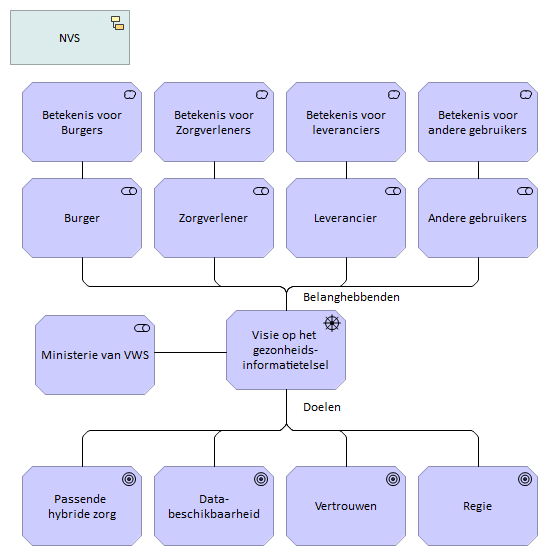 NVS
Betekenis voor
Burgers
Betekenis voor
Zorgverleners
Betekenis voor
leveranciers
Betekenis voor
andere gebruikers
Burger
Zorgverlener
Leverancier
Andere gebruikers
Belanghebbenden
Ministerie van VWS
Visie op het
gezonheids-
informatietelsel
Doelen
Passende
hybride zorg
Data-
beschikbaarheid
Vertrouwen
Regie